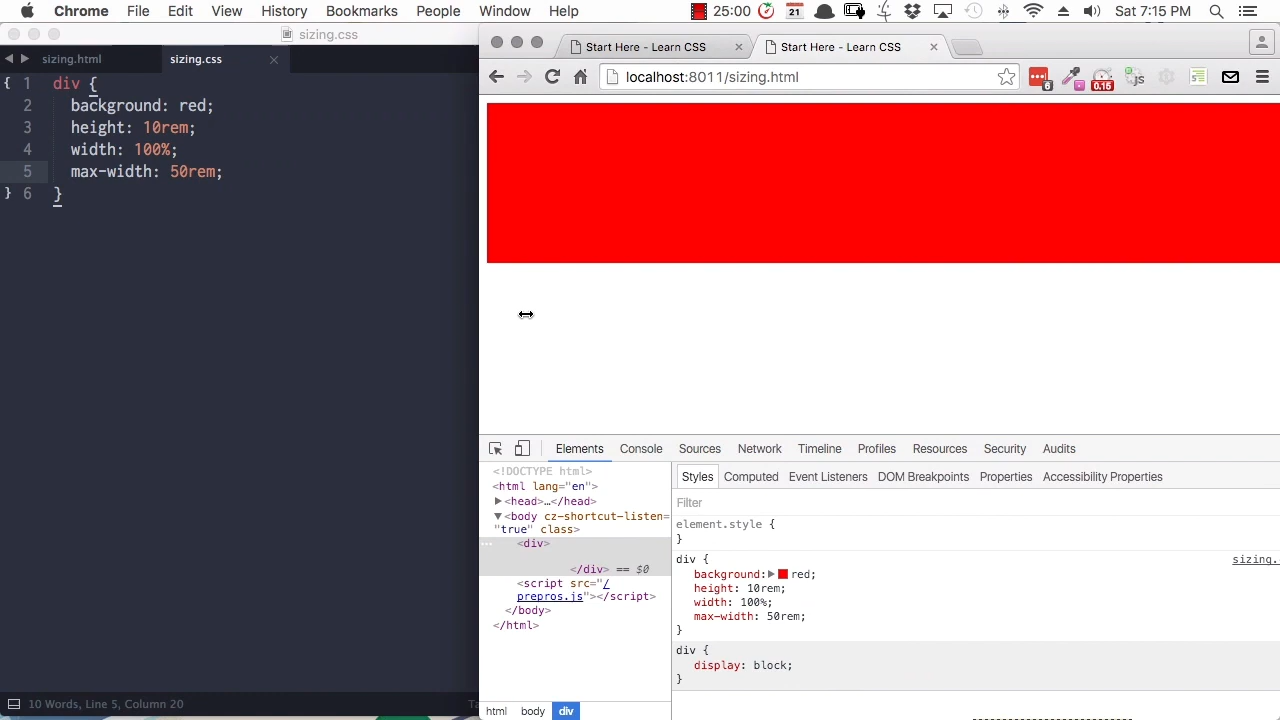 Chrome File Edit View History Bookmarks People Window Help 25:00 21 Sat 7:15 PM
sizing.css
sizing.html sizing.css
Start Here - Learn CSS Start Here - Learn CSS
localhost:8011/sizing.html 6 0.16 JS
{ 1 div {
2 background: red;
3 height: 10rem;
4 width: 100%;
5 max-width: 50rem;
} 6 }
Elements Console Sources Network Timeline Profiles Resources Security Audits
<!DOCTYPE html>
<html lang="en">
▶<head>…</head>
▼<body cz-shortcut-listen=
"true" class>
<div>
</div> == $0
<script src="/
prepros.js"></script>
</body>
</html>
html body div
Styles Computed Event Listeners DOM Breakpoints Properties Accessibility Properties
Filter
element.style {
}
div { sizing.
background:▶ red;
height: 10rem;
width: 100%;
max-width: 50rem;
}
div {
display: block;
}
10 Words, Line 5, Column 20